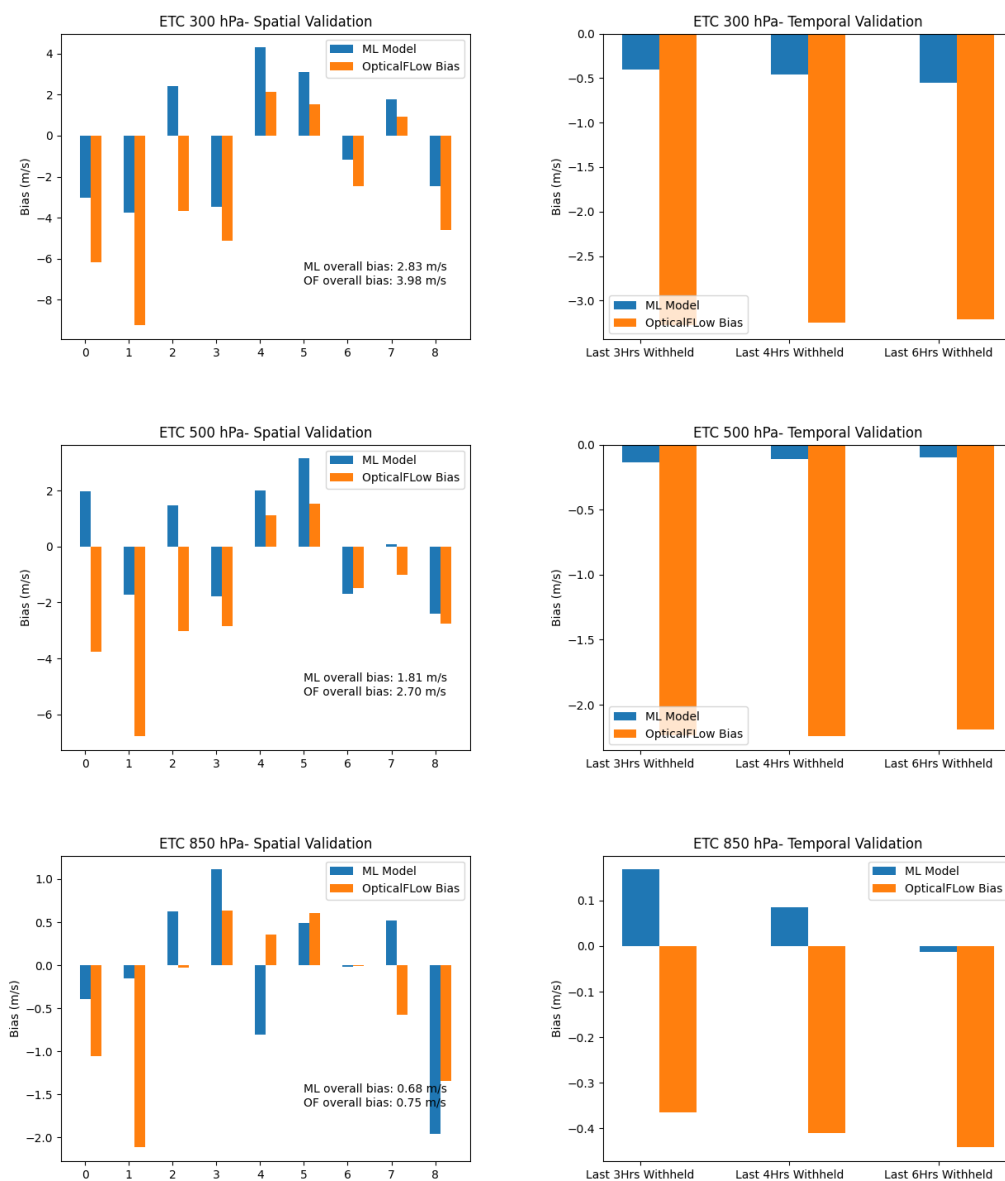 ETC 300 hPa- Spatial Validation
ML Model
OpticalFLow Bias
4
2
0
−2
−4
−6
−8
Bias (m/s)
ML overall bias: 2.83 m/s
OF overall bias: 3.98 m/s
0 1 2 3 4 5 6 7 8
ETC 300 hPa- Temporal Validation
0.0
−0.5
−1.0
−1.5
−2.0
−2.5
−3.0
Bias (m/s)
ML Model
OpticalFLow Bias
Last 3Hrs Withheld Last 4Hrs Withheld Last 6Hrs Withheld
ETC 500 hPa- Spatial Validation
ML Model
OpticalFLow Bias
2
0
−2
−4
−6
Bias (m/s)
ML overall bias: 1.81 m/s
OF overall bias: 2.70 m/s
0 1 2 3 4 5 6 7 8
ETC 500 hPa- Temporal Validation
0.0
−0.5
−1.0
−1.5
−2.0
Bias (m/s)
ML Model
OpticalFLow Bias
Last 3Hrs Withheld Last 4Hrs Withheld Last 6Hrs Withheld
ETC 850 hPa- Spatial Validation
ML Model
OpticalFLow Bias
1.0
0.5
0.0
−0.5
−1.0
−1.5
−2.0
Bias (m/s)
ML overall bias: 0.68 m/s
OF overall bias: 0.75 m/s
0 1 2 3 4 5 6 7 8
ETC 850 hPa- Temporal Validation
ML Model
OpticalFLow Bias
0.1
0.0
−0.1
−0.2
−0.3
−0.4
Bias (m/s)
Last 3Hrs Withheld Last 4Hrs Withheld Last 6Hrs Withheld